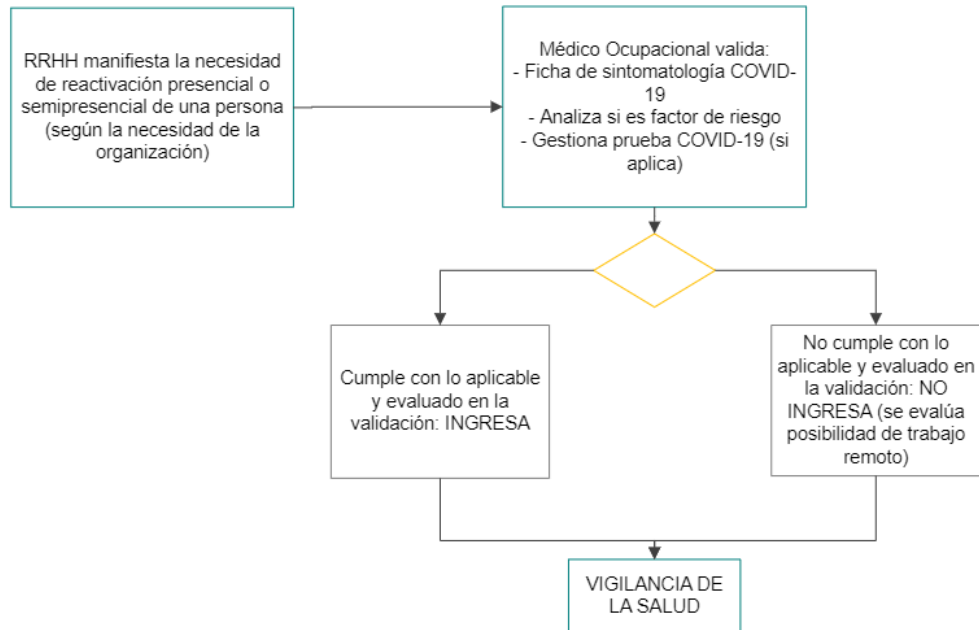 RRHH manifiesta la necesidad
de reactivación presencial o
semipresencial de una persona
(según la necesidad de la
organización)
Médico Ocupacional valida:
- Ficha de sintomatología COVID-
19
- Analiza si es factor de riesgo
- Gestiona prueba COVID-19 (si
aplica)
Cumple con lo aplicable
y evaluado en la
validación: INGRESA
No cumple con lo
aplicable y evaluado en
la validación: NO
INGRESA (se evalúa
posibilidad de trabajo
remoto)
VIGILANCIA DE
LA SALUD